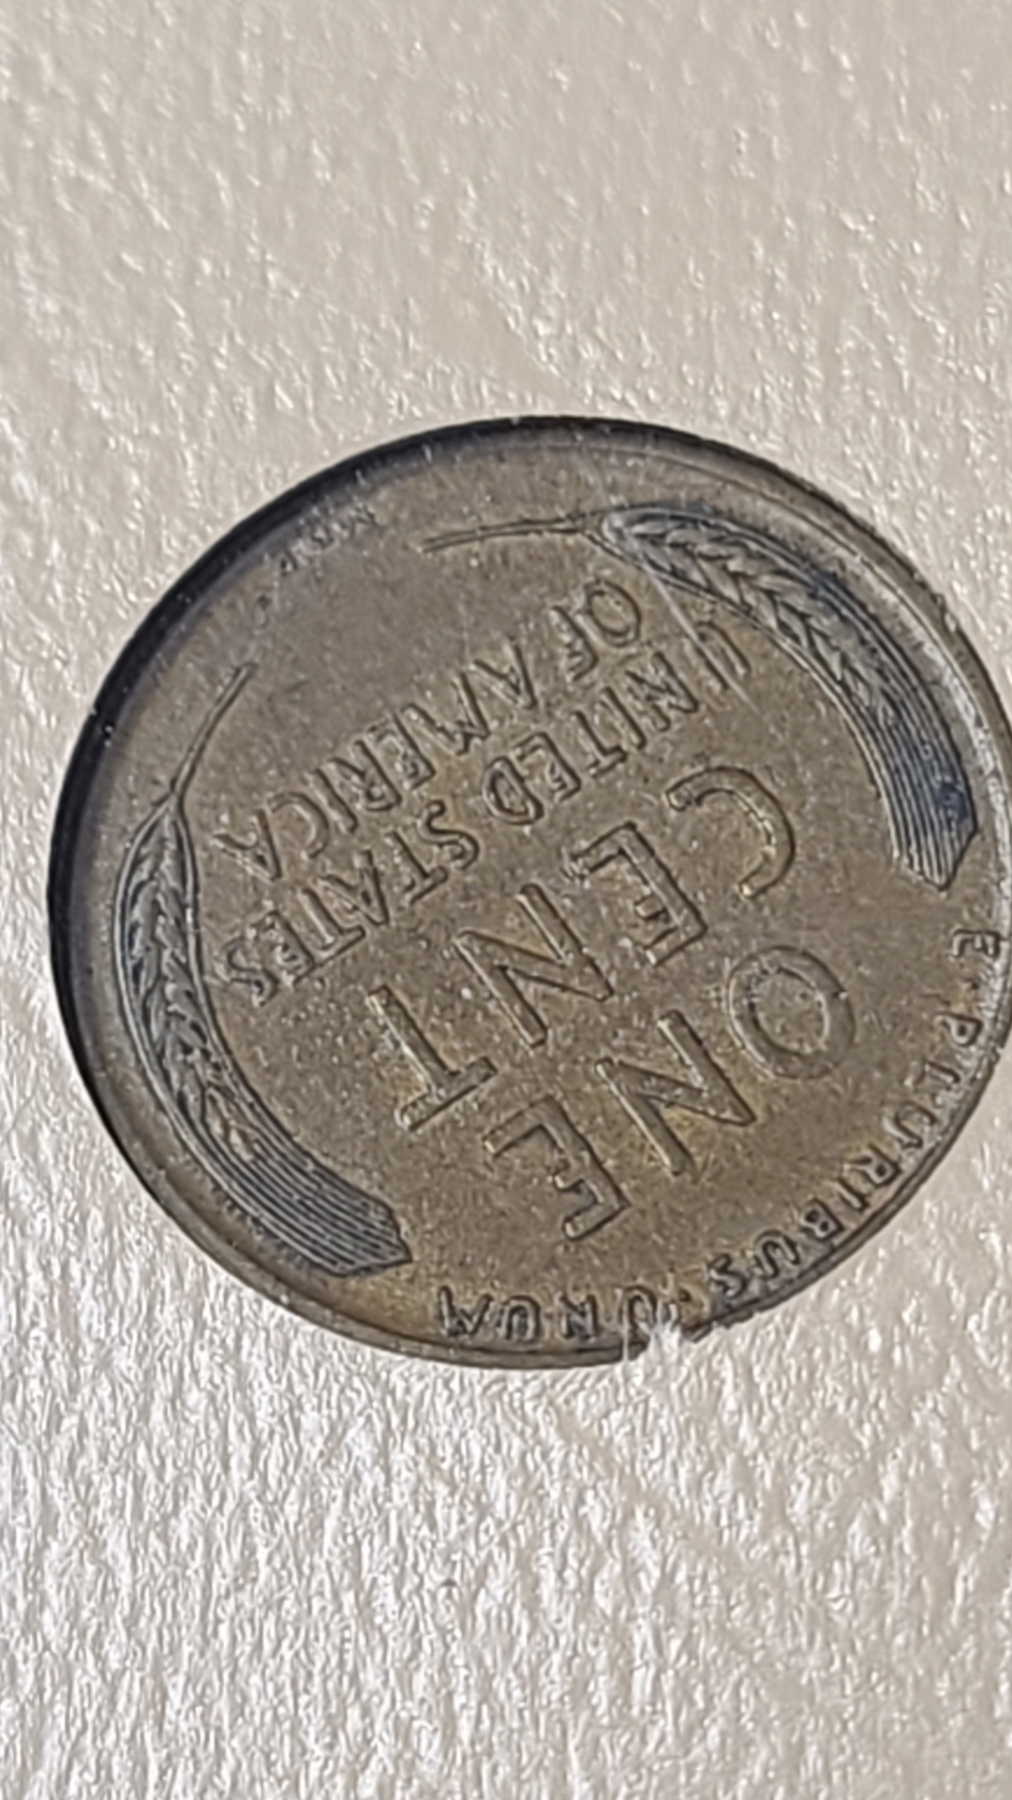 E·PLURIBUS·UNUM
ONE
CENT
UNITED STATES
OF AMERICA